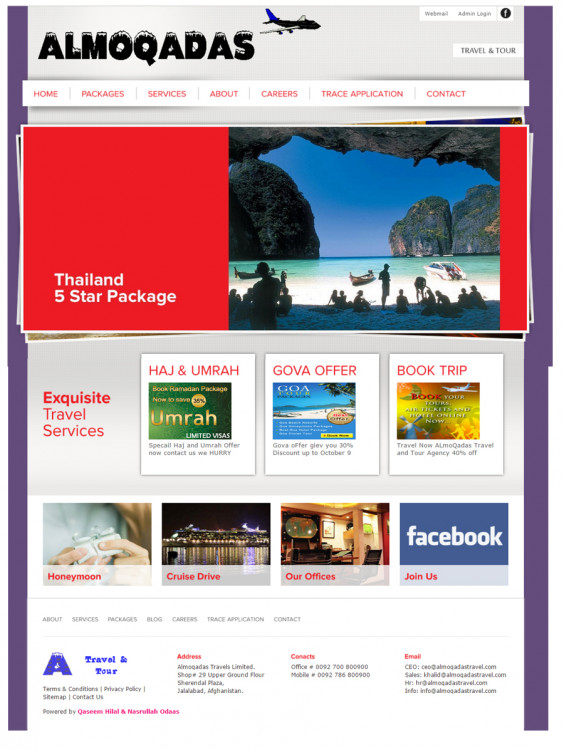 Webmail Admin Login f
ALMOQADAS
TRAVEL & TOUR
HOME PACKAGES SERVICES ABOUT CAREERS TRACE APPLICATION CONTACT
Thailand
5 Star Package
Exquisite
Travel
Services
HAJ & UMRAH
Book Ramadan Package
Now to save 35%
Umrah
LIMITED VISAS
Specail Haj and Umrah Offer
now contact us we HURRY
GOVA OFFER
GOA
TOUR
PACKAGES
Gova oFfer giev you 30%
Discount up to October 9
BOOK TRIP
BOOK YOUR
TOURS,
AIR TICKETS AND
HOTEL ONLINE
NOW...
Travel Now ALmoQadas Travel
and Tour Agency 40% off
Honeymoon
Cruise Drive
Our Offices
facebook
Join Us
ABOUT SERVICES PACKAGES BLOG CAREERS TRACE APPLICATION CONTACT
A Travel &
Tour
Terms & Conditions | Privacy Policy |
Sitemap | Contact Us
Powered by Qaseem Hilal & Nasrullah Odaas
Address
Almoqadas Travels Limited.
Shop# 29 Upper Ground Flour
Sherendal Plaza,
Jalalabad, Afghanistan.
Conacts
Office # 0092 700 800900
Mobile # 0092 786 800900
Email
CEO: ceo@almoqadastravel.com
Sales: khalid@almoqadastravel.com
Hr: hr@almoqadastravel.com
Info: info@almoqadastravel.com